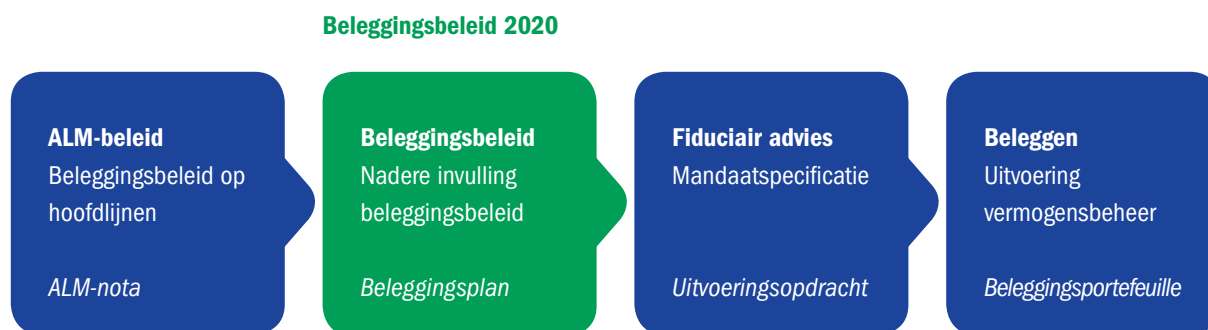 Beleggingsbeleid 2020
ALM-beleid
Beleggingsbeleid op
hoofdlijnen
ALM-nota
Beleggingsbeleid
Nadere invulling
beleggingsbeleid
Beleggingsplan
Fiduciair advies
Mandaatspecificatie
Uitvoeringsopdracht
Beleggen
Uitvoering
vermogensbeheer
Beleggingsportefeuille